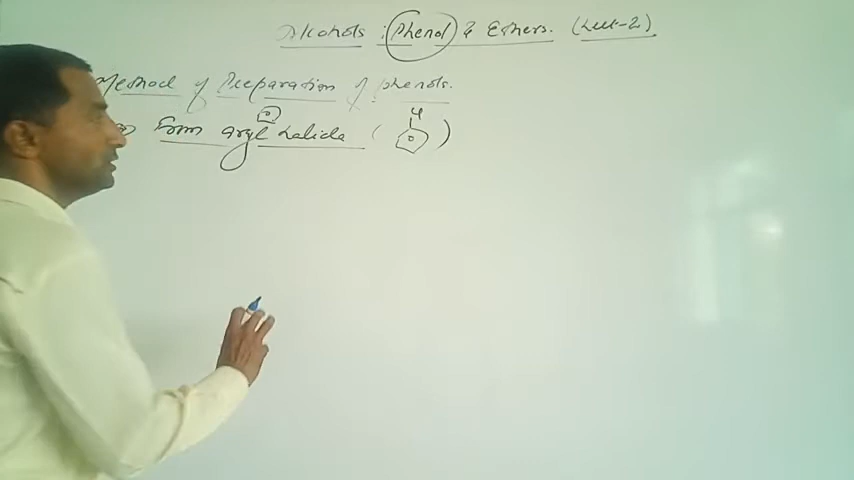 Alcohols : Phenol & Ethers. (Lect-2)
Method of Preparation of phenols.
from aryl halide (